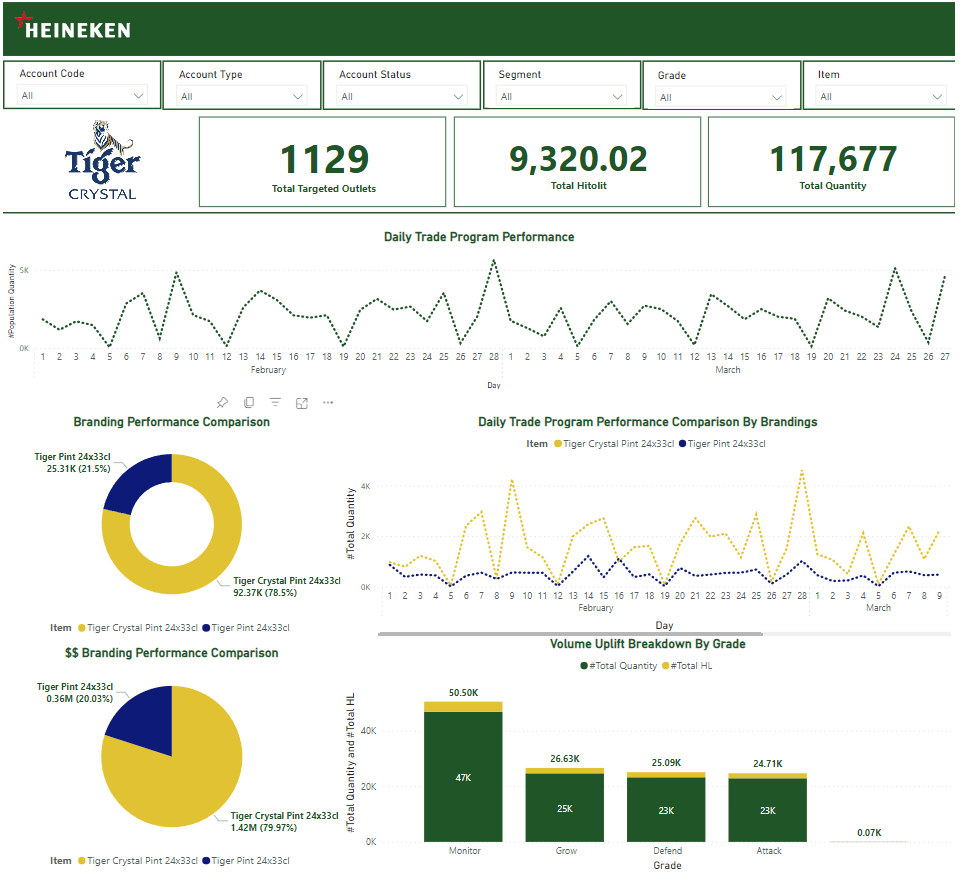 HEINEKEN
Account Code
All
Account Type
All
Account Status
All
Segment
All
Grade
All
Item
All
Tiger
CRYSTAL
1129
Total Targeted Outlets
9,320.02
Total Hitolit
117,677
Total Quantity
Daily Trade Program Performance
#Population Quantity
5K
0K
1 2 3 4 5 6 7 8 9 10 11 12 13 14 15 16 17 18 19 20 21 22 23 24 25 26 27 28 1 2 3 4 5 6 7 8 9 10 11 12 13 14 15 16 17 18 19 20 21 22 23 24 25 26 27
February March
Day
Branding Performance Comparison
Tiger Pint 24x33cl
25.31K (21.5%)
Tiger Crystal Pint 24x33cl
92.37K (78.5%)
Item Tiger Crystal Pint 24x33cl Tiger Pint 24x33cl
Daily Trade Program Performance Comparison By Brandings
Item Tiger Crystal Pint 24x33cl Tiger Pint 24x33cl
#Total Quantity
4K
2K
0K
1 2 3 4 5 6 7 8 9 10 11 12 13 14 15 16 17 18 19 20 21 22 23 24 25 26 27 28 1 2 3 4 5 6 7 8 9
February March
Day
$$ Branding Performance Comparison
Tiger Pint 24x33cl
0.36M (20.03%)
Tiger Crystal Pint 24x33cl
1.42M (79.97%)
Item Tiger Crystal Pint 24x33cl Tiger Pint 24x33cl
Volume Uplift Breakdown By Grade
#Total Quantity #Total HL
#Total Quantity and #Total HL
40K
20K
0K
50.50K
47K
26.63K
25K
25.09K
23K
24.71K
23K
0.07K
Monitor Grow Defend Attack
Grade